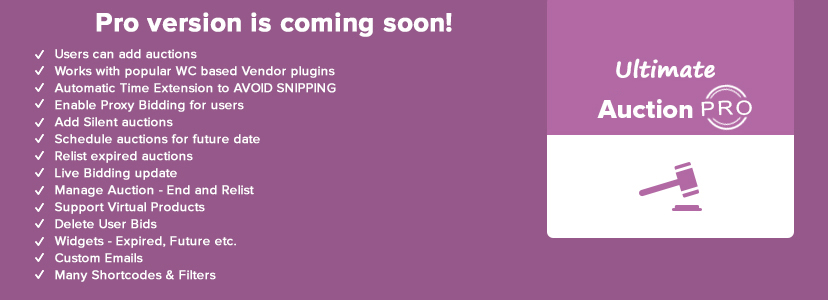 Pro version is coming soon!
Users can add auctions
Works with popular WC based Vendor plugins
Automatic Time Extension to AVOID SNIPPING
Enable Proxy Bidding for users
Add Silent auctions
Schedule auctions for future date
Relist expired auctions
Live Bidding update
Manage Auction - End and Relist
Support Virtual Products
Delete User Bids
Widgets - Expired, Future etc.
Custom Emails
Many Shortcodes & Filters
Ultimate
Auction PRO